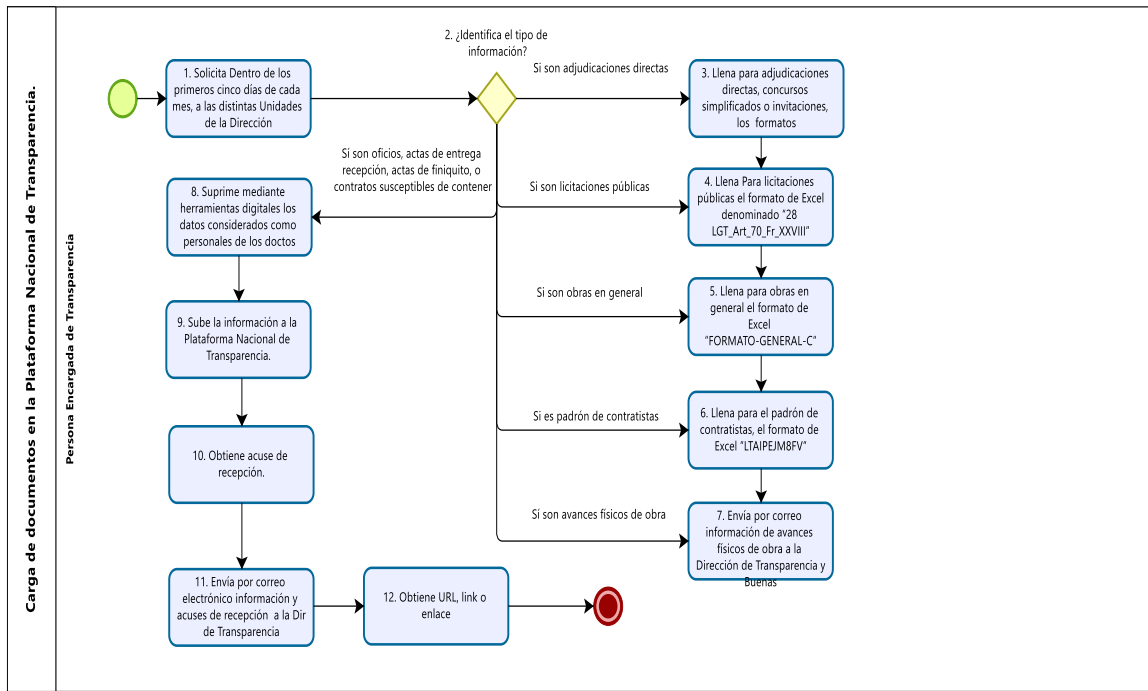 Carga de documentos en la Plataforma Nacional de Transparencia.
Persona Encargada de Transparencia
1. Solicita Dentro de los
primeros cinco días de cada
mes, a las distintas Unidades
de la Dirección
2. ¿Identifica el tipo de
información?
Si son adjudicaciones directas
3. Llena para adjudicaciones
directas, concursos
simplificados o invitaciones,
los formatos
Sí son oficios, actas de entrega
recepción, actas de finiquito, o
contratos susceptibles de contener
Si son licitaciones públicas
4. Llena Para licitaciones
públicas el formato de Excel
denominado “28
LGT_Art_70_Fr_XXVIII”
8. Suprime mediante
herramientas digitales los
datos considerados como
personales de los doctos
Si son obras en general
5. Llena para obras en
general el formato de
Excel
“FORMATO-GENERAL-C”
9. Sube la información a la
Plataforma Nacional de
Transparencia.
Si es padrón de contratistas
6. Llena para el padrón de
contratistas, el formato de
Excel “LTAIPEJM8FV”
10. Obtiene acuse de
recepción.
Sí son avances físicos de obra
7. Envía por correo
información de avances
físicos de obra a la
Dirección de Transparencia y
Buenas
11. Envía por correo
electrónico información y
acuses de recepción a la Dir
de Transparencia
12. Obtiene URL, link o
enlace